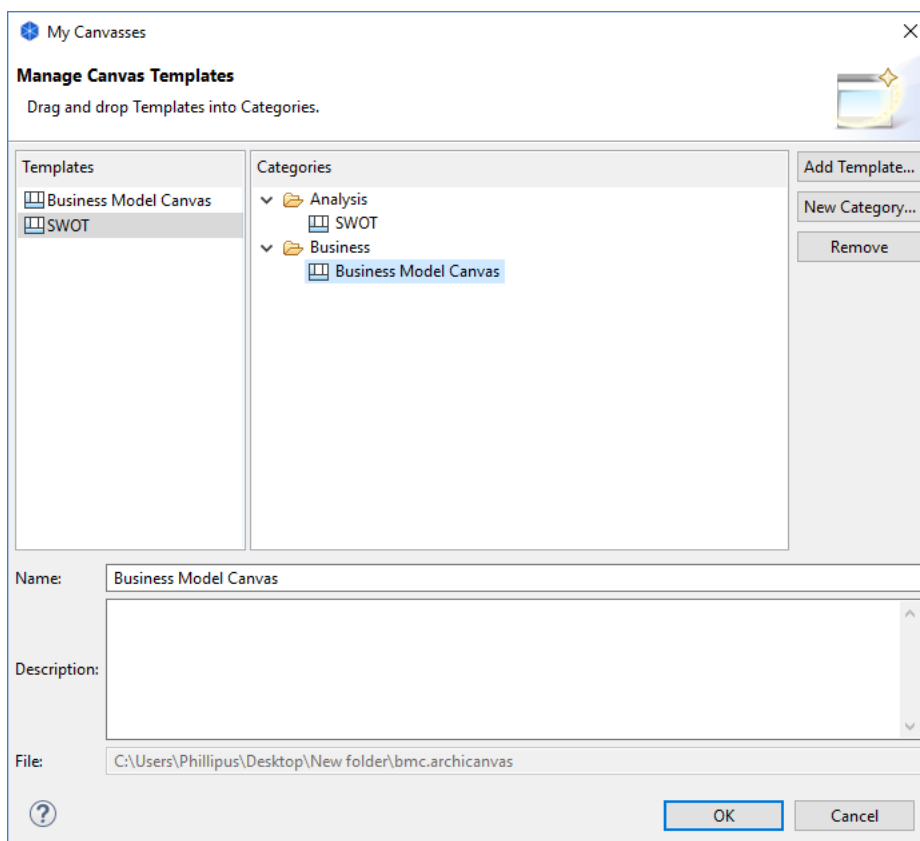 My Canvasses
Manage Canvas Templates
Drag and drop Templates into Categories.
Templates
Business Model Canvas
SWOT
Categories
Analysis
SWOT
Business
Business Model Canvas
Add Template...
New Category...
Remove
Name:
Business Model Canvas
Description:
File:
C:\Users\Phillipus\Desktop\New folder\bmc.archicanvas
?
OK
Cancel